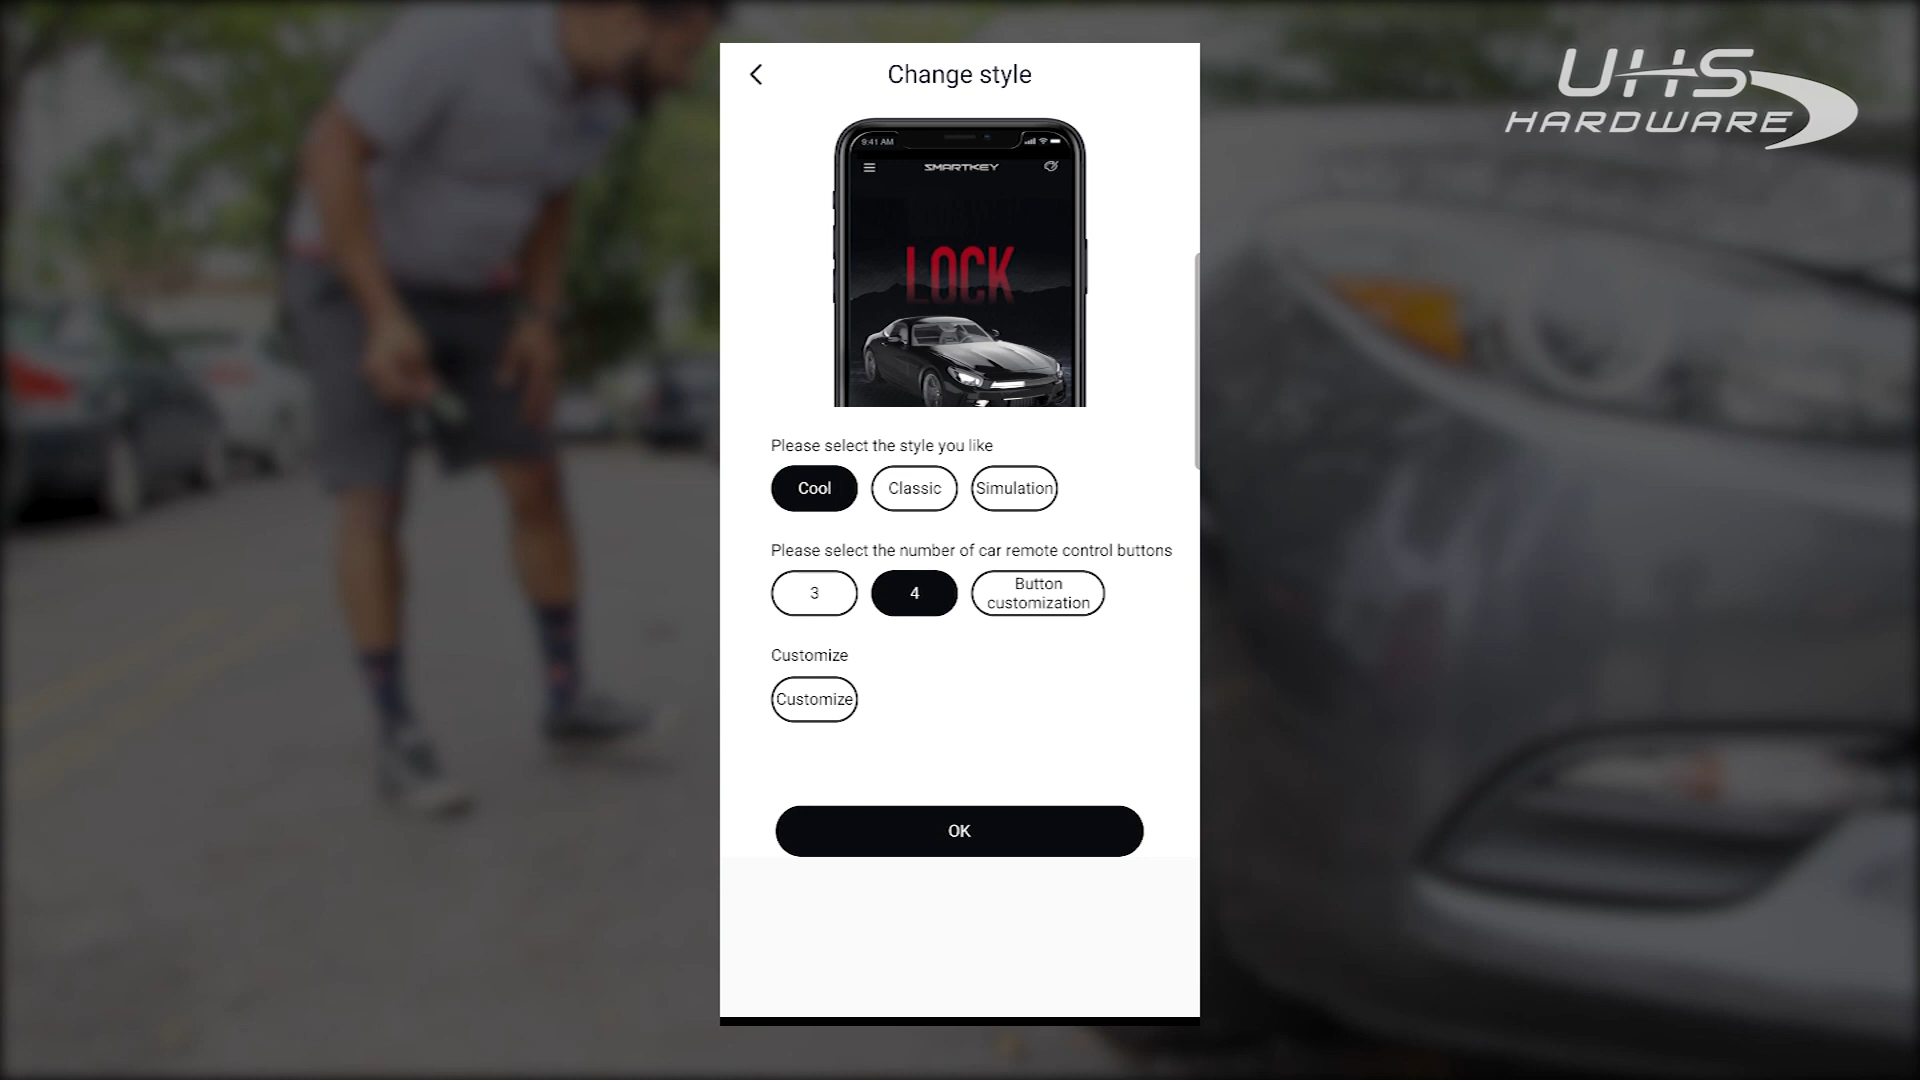 UHS
HARDWARE
Change style
9:41 AM
SMARTKEY
LOCK
Please select the style you like
Cool
Classic
Simulation
Please select the number of car remote control buttons
3
4
Button
customization
Customize
Customize
OK